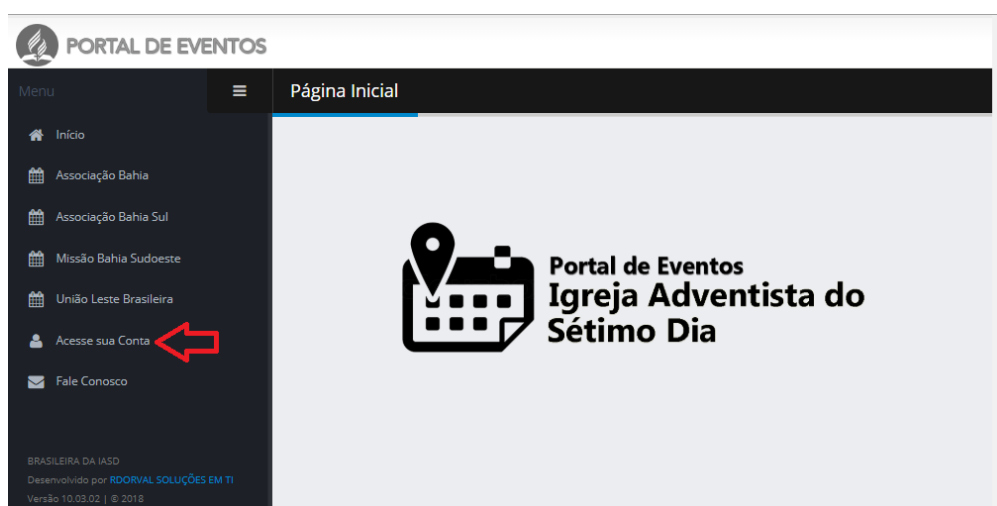 PORTAL DE EVENTOS
Menu
Página Inicial
Início
Associação Bahia
Associação Bahia Sul
Missão Bahia Sudoeste
União Leste Brasileira
Acesse sua Conta
Fale Conosco
Portal de Eventos
Igreja Adventista do
Sétimo Dia
BRASILEIRA DA IASD
Desenvolvido por RDORVAL SOLUÇÕES EM TI
Versão 10.03.02 | © 2018